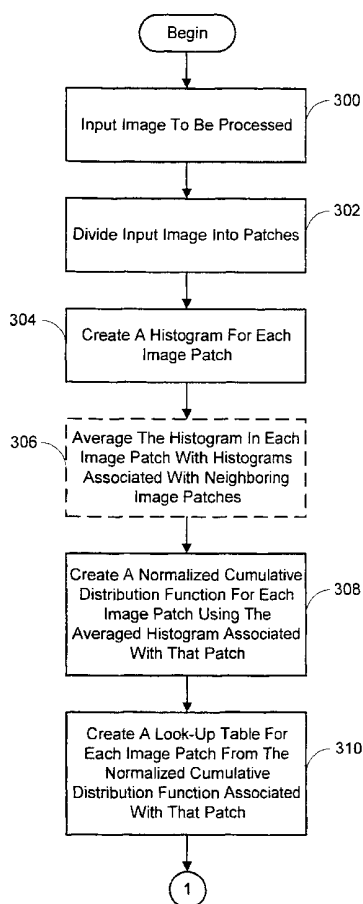 Begin
300
Input Image To Be Processed
302
Divide Input Image Into Patches
304
Create A Histogram For Each
Image Patch
306
Average The Histogram In Each
Image Patch With Histograms
Associated With Neighboring
Image Patches
Create A Normalized Cumulative
Distribution Function For Each
Image Patch Using The
Averaged Histogram Associated
With That Patch
308
Create A Look-Up Table For
Each Image Patch From The
Normalized Cumulative
Distribution Function Associated
With That Patch
310
1